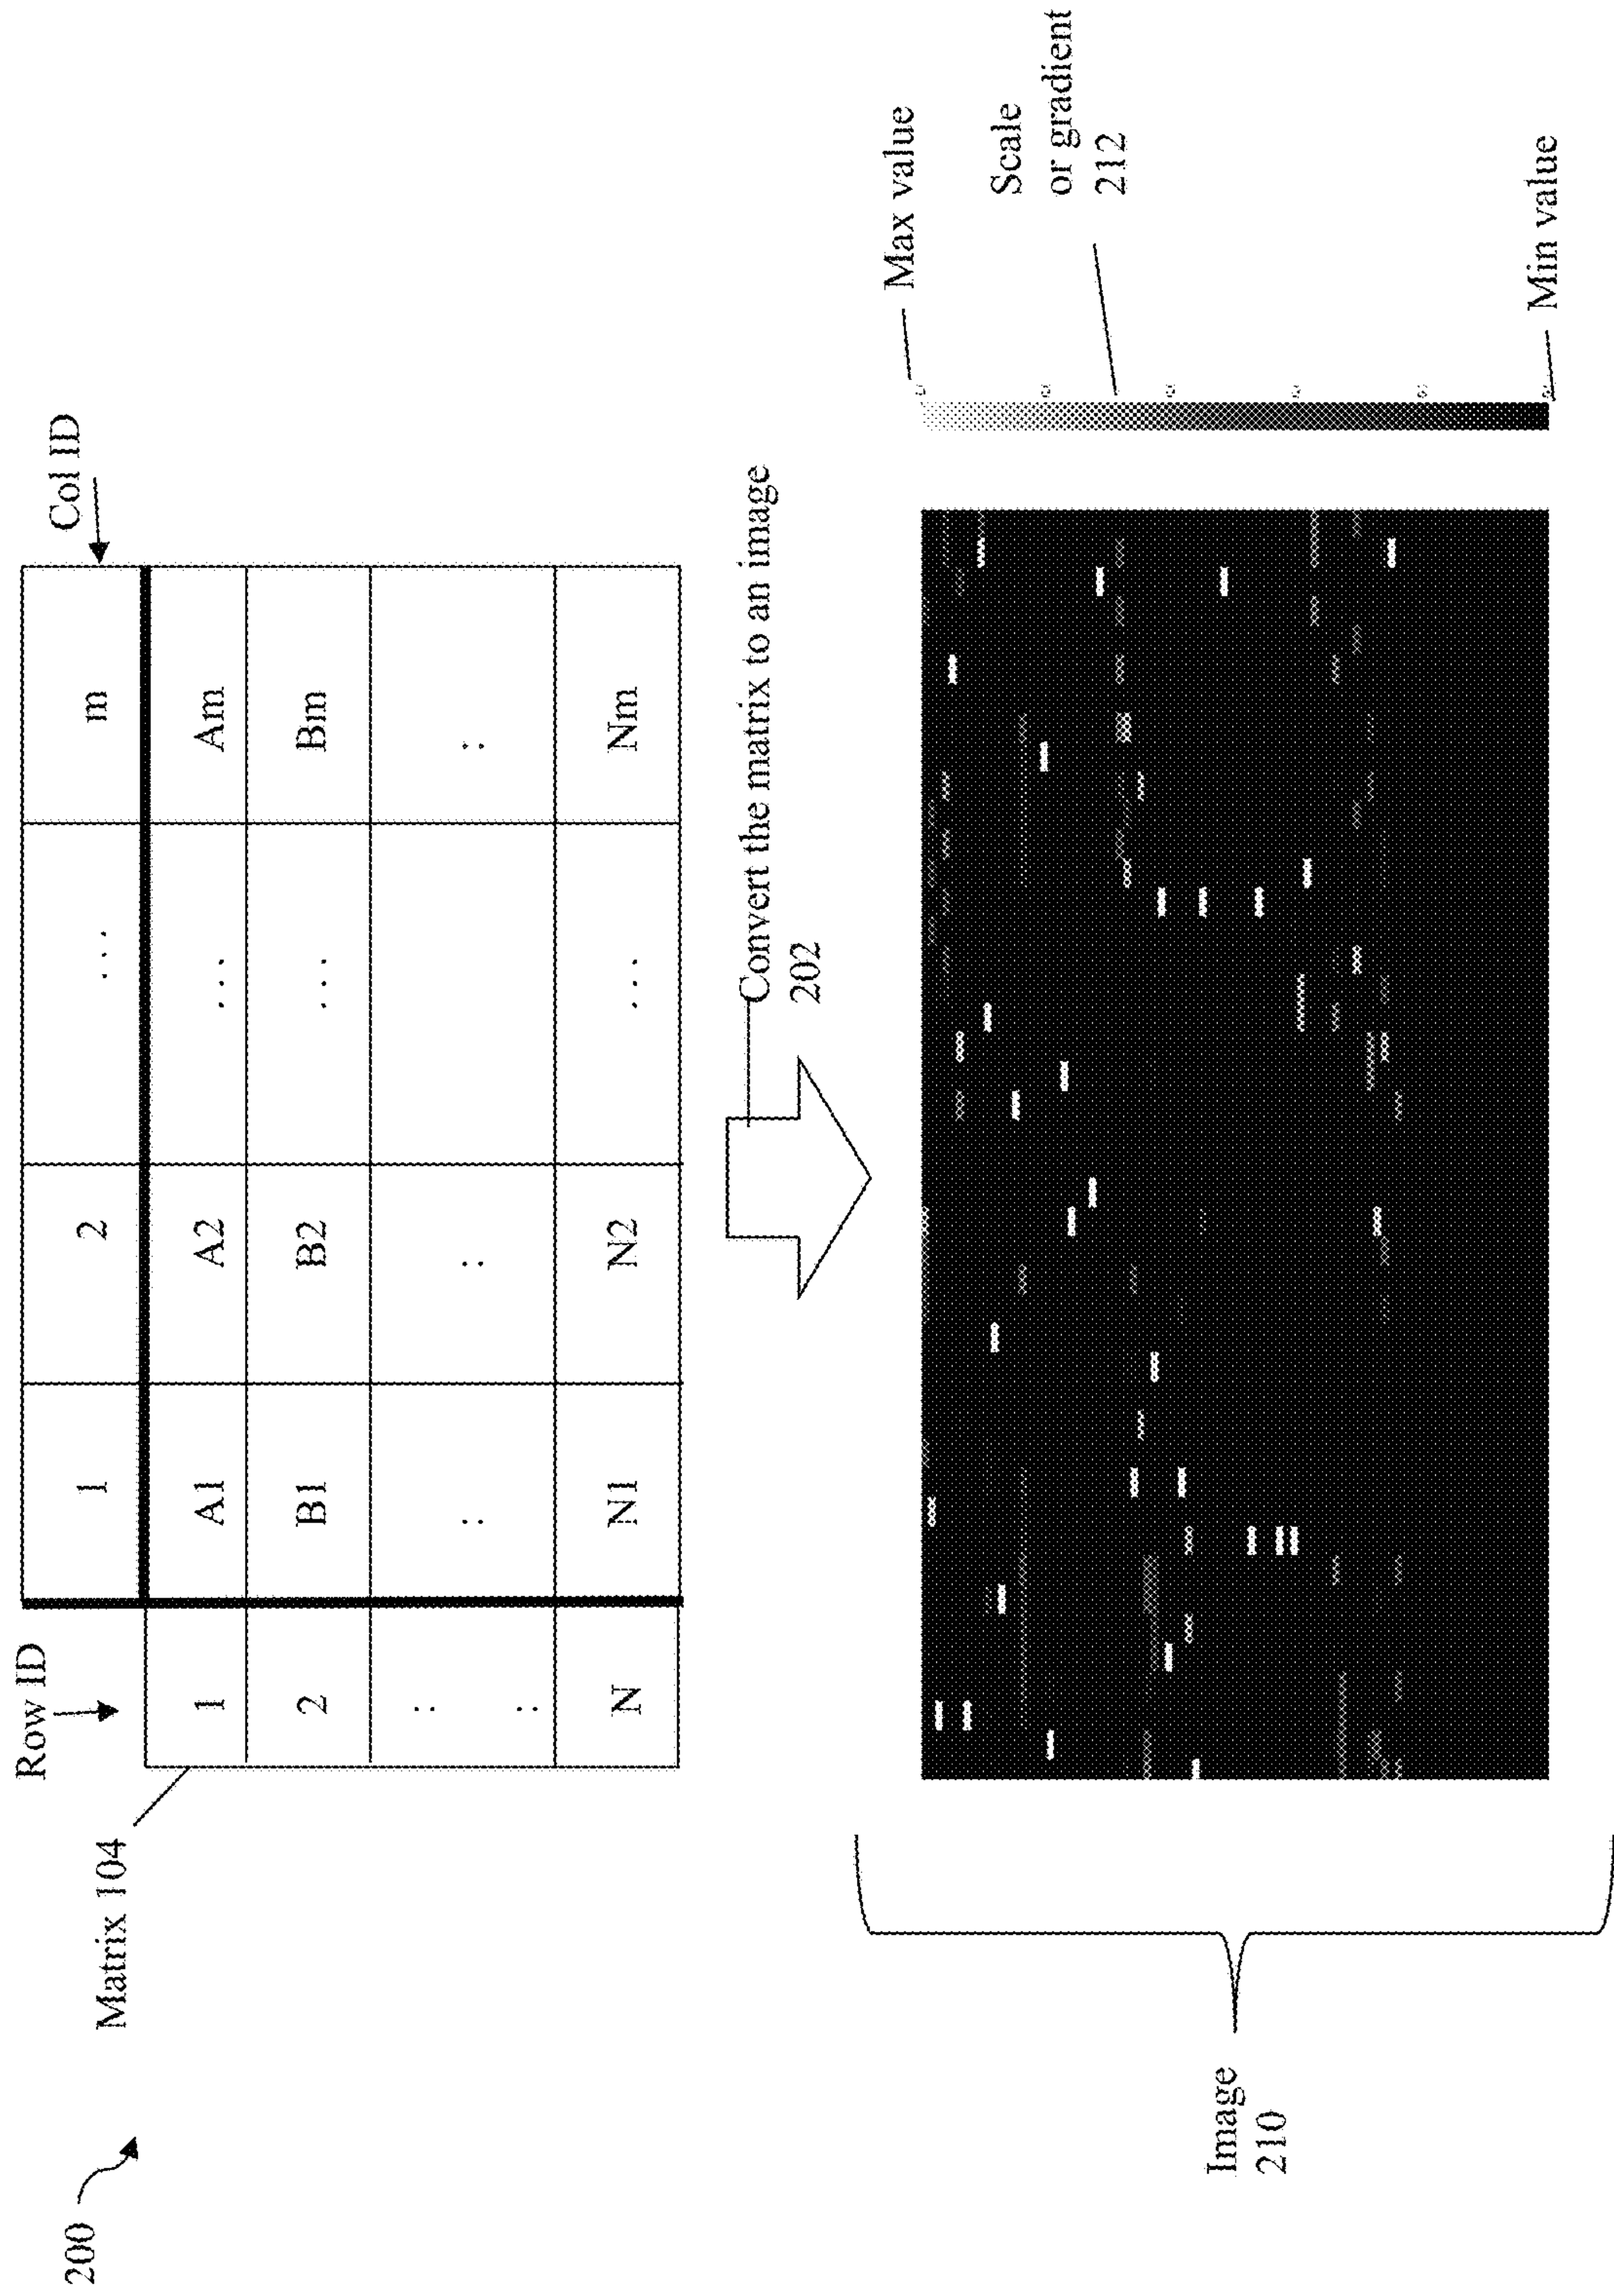 200
Matrix 104
Row ID
Col ID
1 2 ... m
1 A1 A2 ... Am
2 B1 B2 ... Bm
: : : :
:
N N1 N2 ... Nm
Convert the matrix to an image
202
Image
210
Max value
Scale
or gradient
212
Min value